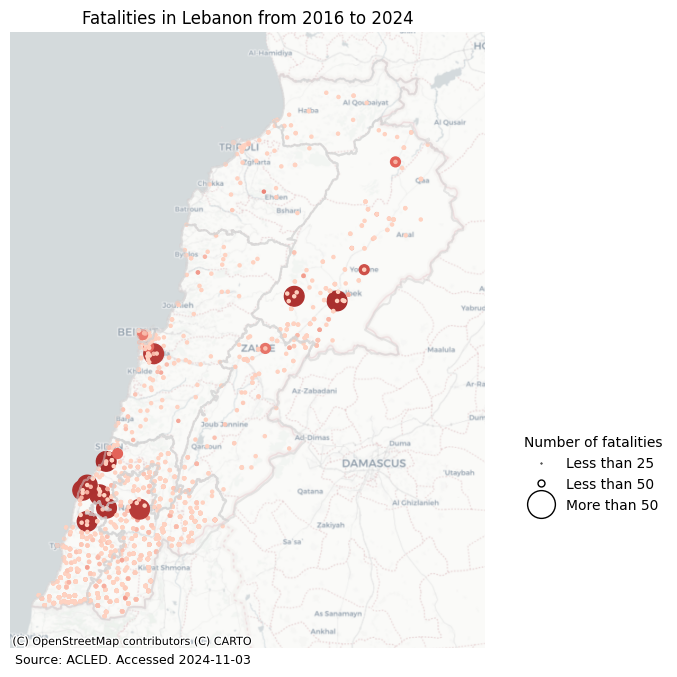 Fatalities in Lebanon from 2016 to 2024
Al-Hamidiya
Halba
Al Qoubaiyat
Al Qusair
TRIPOLI
Zgharta
Chekka
Qaa
Ehden
Batroun
Bsharri
Arsal
Byblos
Jounieh
Yabrud
BEIRUT
ZAHLE
Maalula
Khalde
Az-Zabadani
Barja
Joub Jannine
Aid-Dimas
Duma
SIDON
Qaraoun
DAMASCUS
Utaybah
Qatana
Al Ghizlaniyeh
Zakiyah
Sa`sa`
Kiryat Shmona
As Sanamayn
Ankhal
Number of fatalities
Less than 25
Less than 50
More than 50
(C) OpenStreetMap contributors (C) CARTO
Source: ACLED. Accessed 2024-11-03